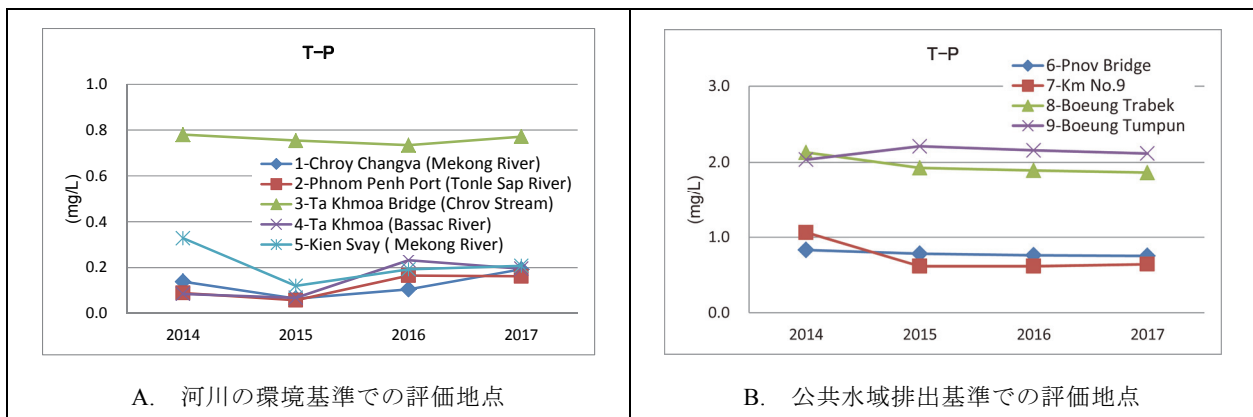 T-P
1.0
0.8
0.6
0.4
0.2
0.0
(mg/L)
1-Chroy Changva (Mekong River)
2-Phnom Penh Port (Tonle Sap River)
3-Ta Khmoa Bridge (Chrov Stream)
4-Ta Khmoa (Bassac River)
5-Kien Svay ( Mekong River)
2014 2015 2016 2017
A. 河川の環境基準での評価地点
T-P
3.0
2.0
1.0
0.0
(mg/L)
6-Pnov Bridge
7-Km No.9
8-Boeung Trabek
9-Boeung Tumpun
2014 2015 2016 2017
B. 公共水域排出基準での評価地点